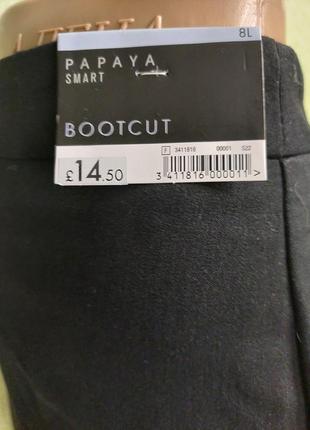 8L
PAPAYA
SMART
BOOTCUT
F 3411816 00001 S22
£14.50
3 411816 000011 >